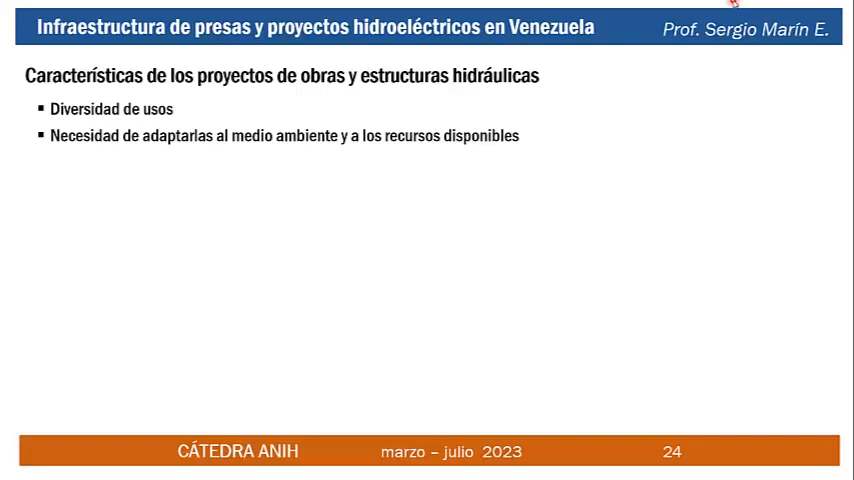 Infraestructura de presas y proyectos hidroeléctricos en Venezuela
Prof. Sergio Marín E.
Características de los proyectos de obras y estructuras hidráulicas
▪ Diversidad de usos
▪ Necesidad de adaptarlas al medio ambiente y a los recursos disponibles
CÁTEDRA ANIH marzo – julio 2023 24